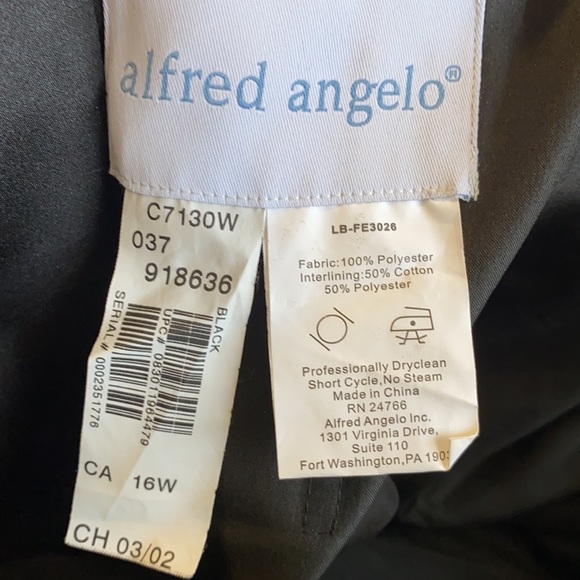 alfred angelo®
C7130W
037
918636
BLACK
UPC# 083011964479
SERIAL# 0002351776
CA 16W
CH 03/02
LB-FE3026
Fabric:100% Polyester
Interlining:50% Cotton
50% Polyester
Professionally Dryclean
Short Cycle,No Steam
Made in China
RN 24766
Alfred Angelo Inc.
1301 Virginia Drive,
Suite 110
Fort Washington,PA